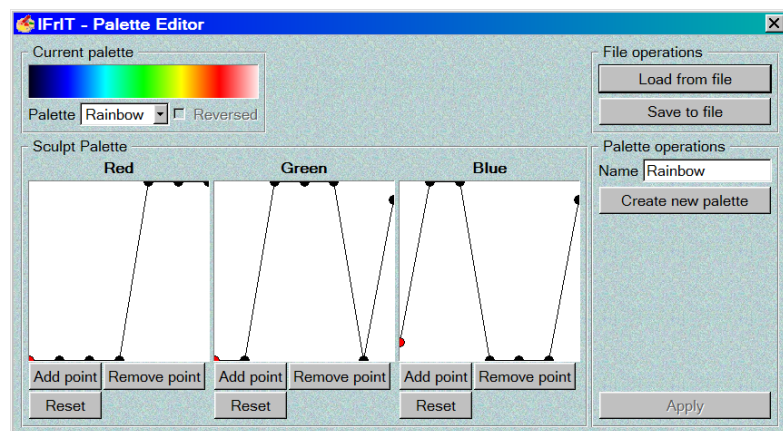 IFrIT - Palette Editor
Current palette
Palette Rainbow Reversed
File operations
Load from file
Save to file
Sculpt Palette
Red Green Blue
Add point Remove point Add point Remove point Add point Remove point
Reset Reset Reset
Palette operations
Name Rainbow
Create new palette
Apply